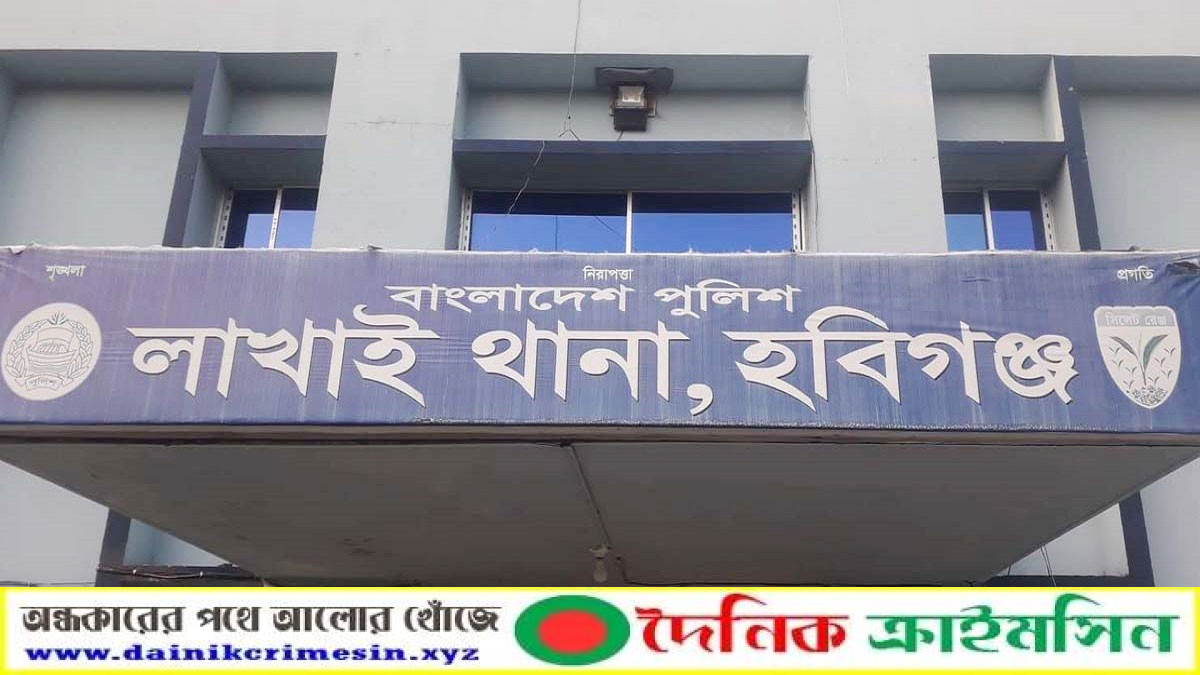 শৃঙ্খলা নিরাপত্তা প্রগতি
বাংলাদেশ পুলিশ
লাখাই থানা, হবিগঞ্জ
পুলিশ
সিলেট রেঞ্জ
অন্ধকারের পথে আলোর খোঁজে
www.dainikcrimesin.xyz
দৈনিক ক্রাইমসিন